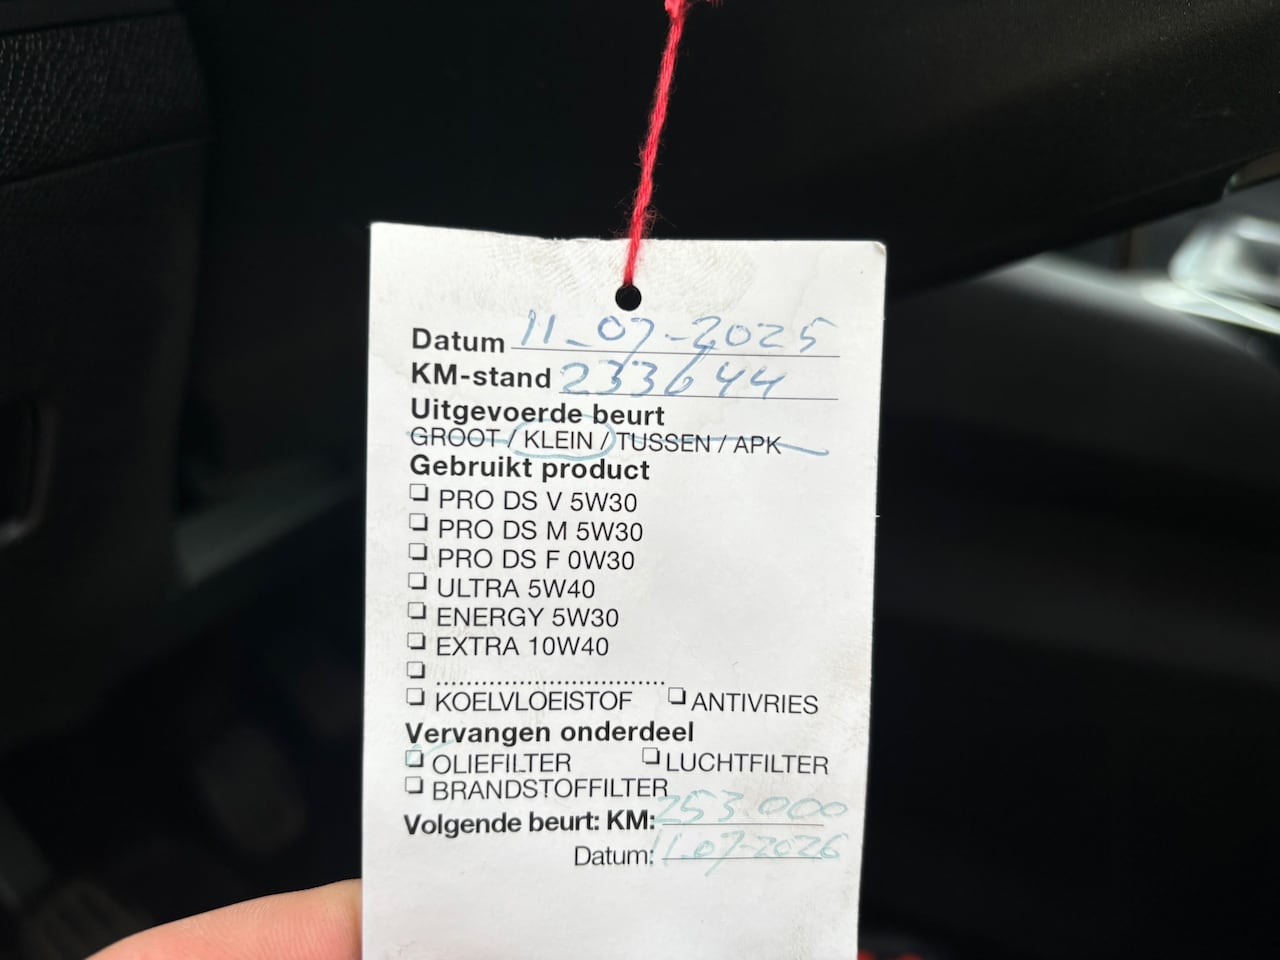 Datum 11-07-2025
KM-stand 233644
Uitgevoerde beurt
GROOT / KLEIN / TUSSEN / APK
Gebruikt product
❏ PRO DS V 5W30
❏ PRO DS M 5W30
❏ PRO DS F 0W30
❏ ULTRA 5W40
❏ ENERGY 5W30
❏ EXTRA 10W40
❏ ..............................
❏ KOELVLOEISTOF ❏ ANTIVRIES
Vervangen onderdeel
❏ OLIEFILTER ❏ LUCHTFILTER
❏ BRANDSTOFFILTER
Volgende beurt: KM: 253.000
Datum: 11-07-2026